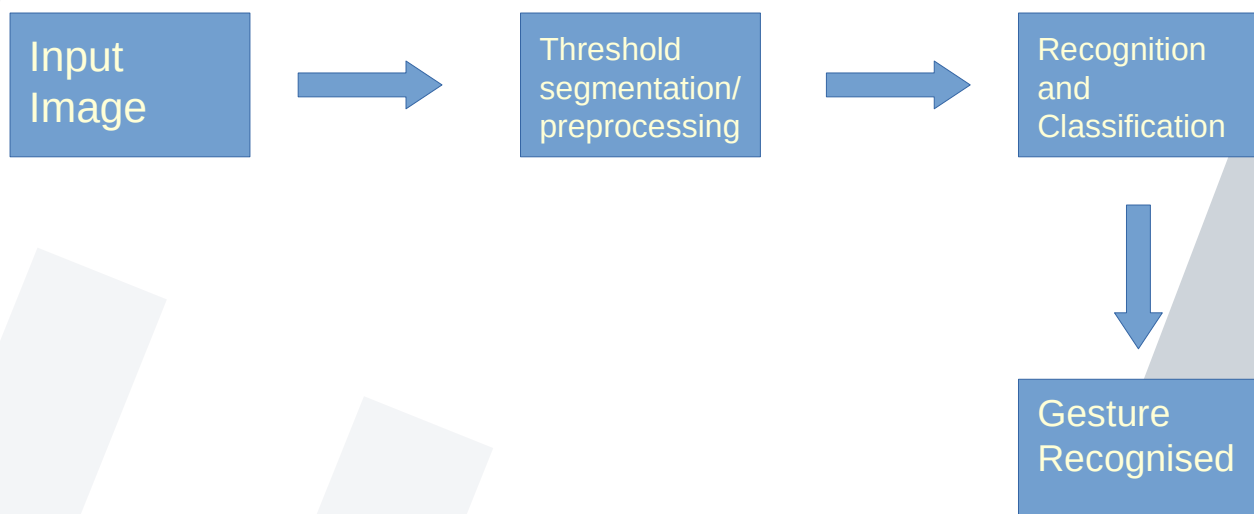 Input
Image
Threshold
segmentation/
preprocessing
Recognition
and
Classification
Gesture
Recognised